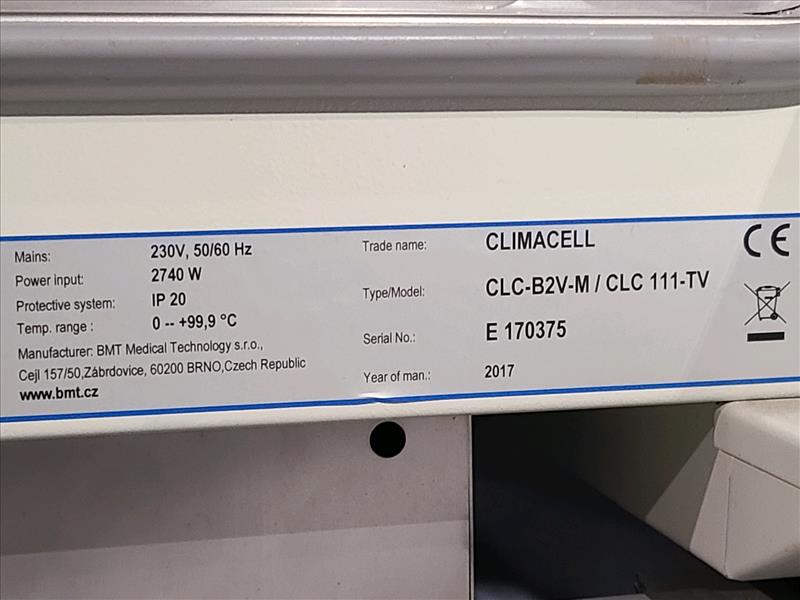 Mains: 230V, 50/60 Hz
Power input: 2740 W
Protective system: IP 20
Temp. range : 0 -- +99,9 °C
Manufacturer: BMT Medical Technology s.r.o.,
Cejl 157/50,Zábrdovice, 60200 BRNO,Czech Republic
www.bmt.cz
Trade name: CLIMACELL
Type/Model: CLC-B2V-M / CLC 111-TV
Serial No.: E 170375
Year of man.: 2017
CE